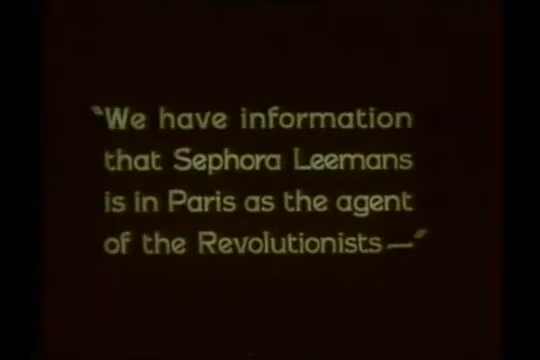 “We have information
that Sephora Leemans
is in Paris as the agent
of the Revolutionists—”